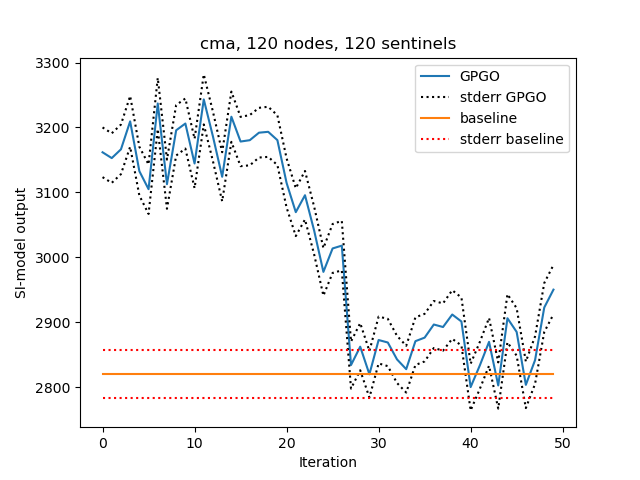 cma, 120 nodes, 120 sentinels
3300
3200
3100
3000
2900
2800
SI-model output
GPGO
stderr GPGO
baseline
stderr baseline
0 10 20 30 40 50
Iteration